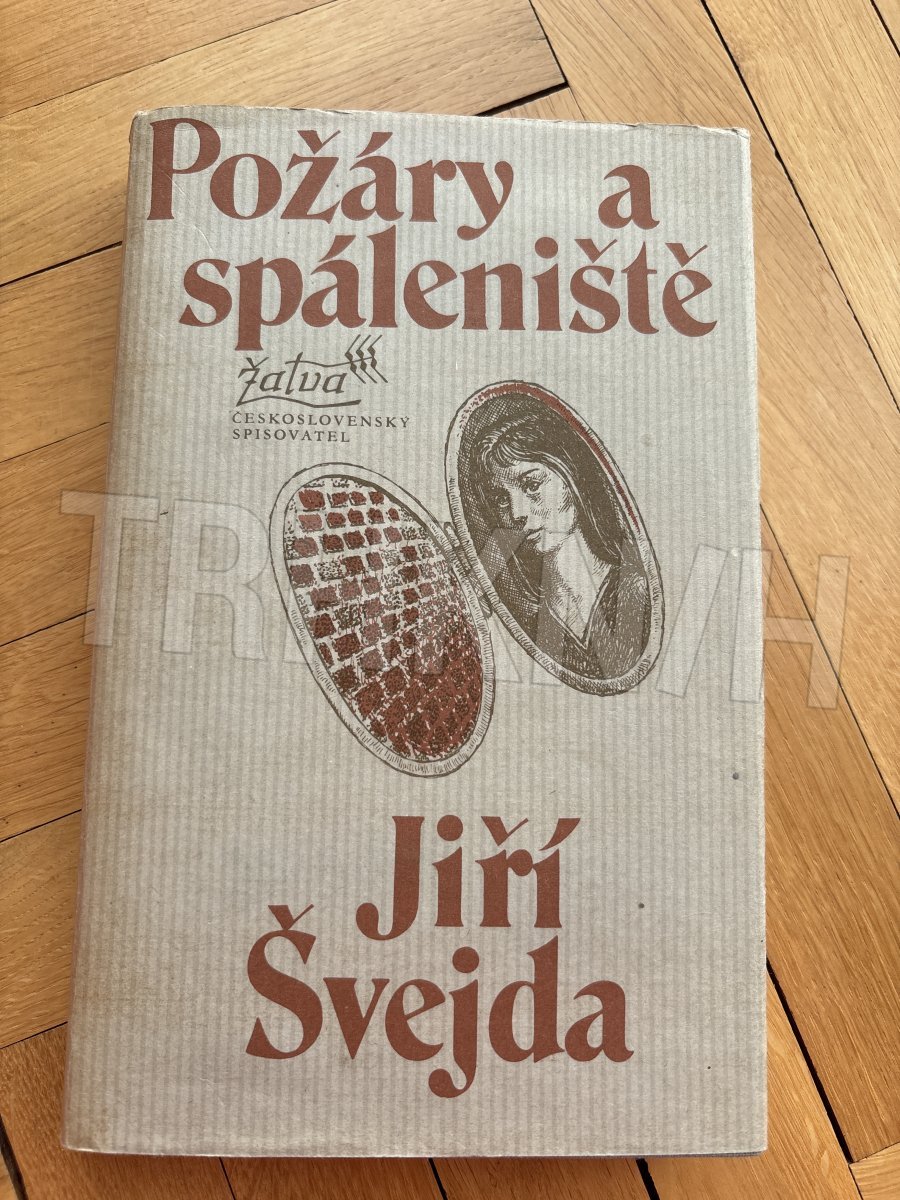 Požáry a
spáleniště
Žatva
ČESKOSLOVENSKÝ
SPISOVATEL
Jiří
Švejda